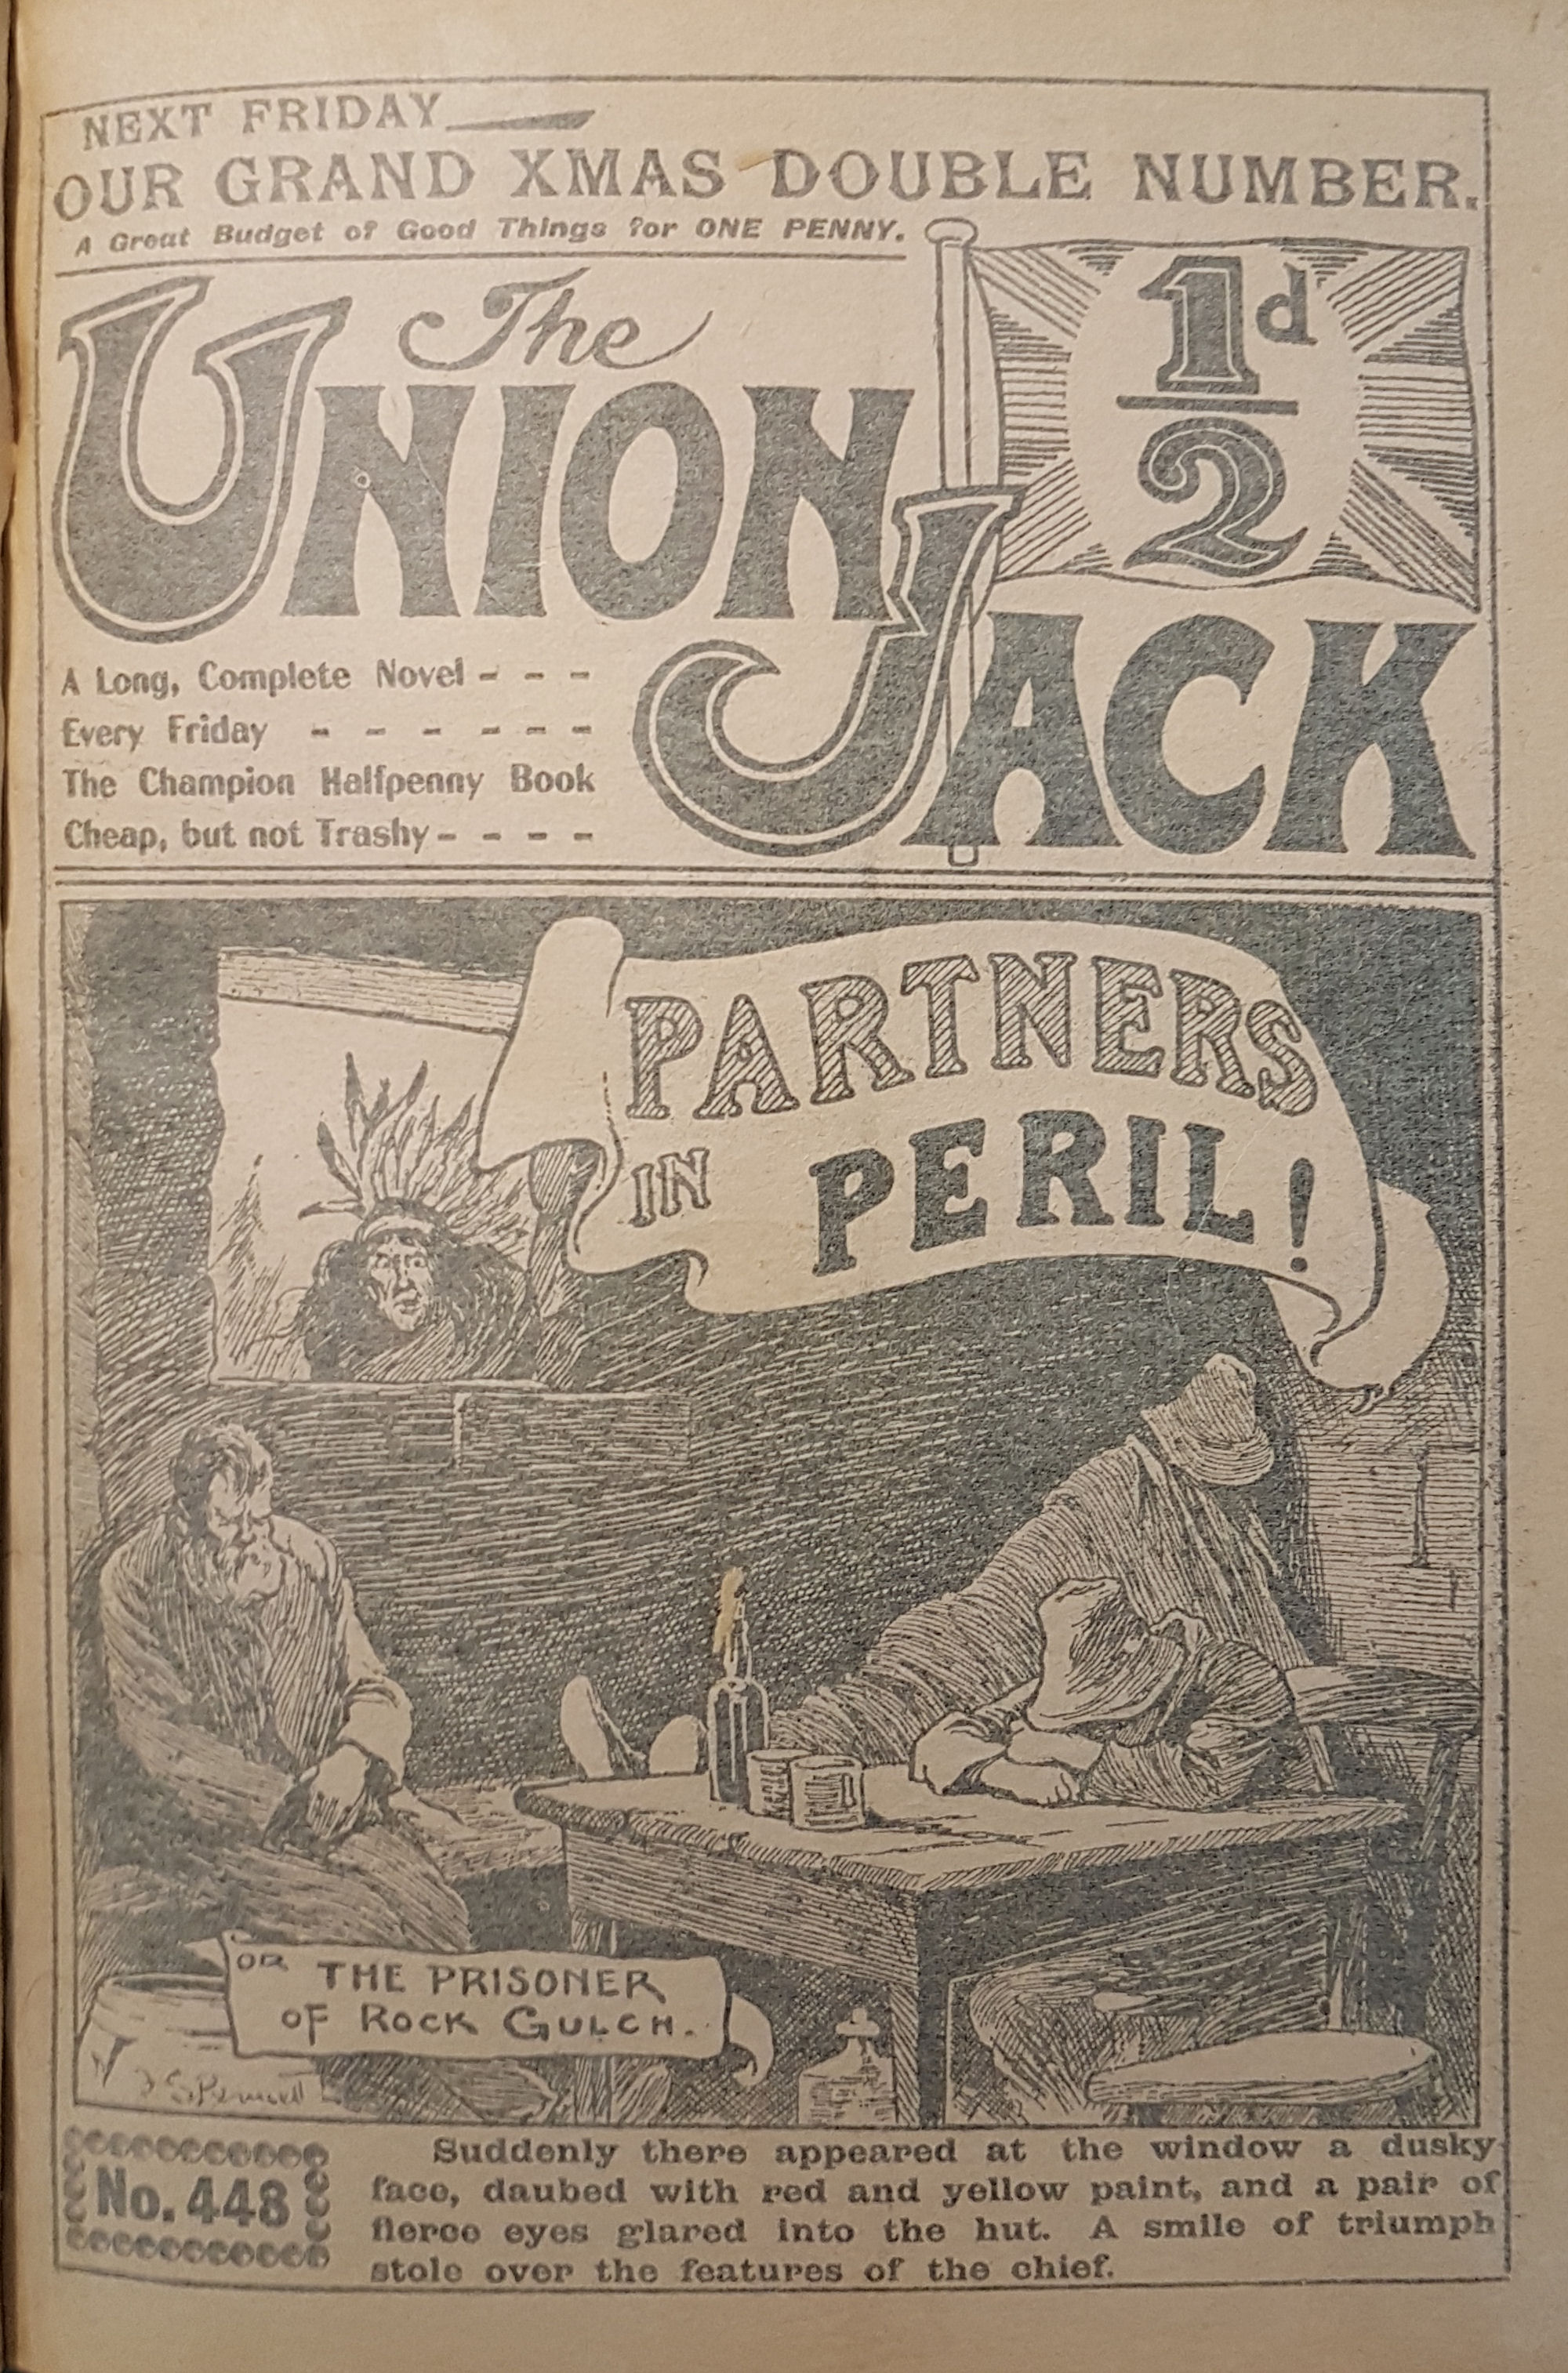 NEXT FRIDAY
OUR GRAND XMAS DOUBLE NUMBER.
A Great Budget of Good Things for ONE PENNY.
The
UNION
JACK
1d
2
A Long, Complete Novel - - -
Every Friday - - - - - -
The Champion Halfpenny Book
Cheap, but not Trashy - - - -
PARTNERS
IN PERIL!
OR THE PRISONER
OF ROCK GULCH.
No. 448
Suddenly there appeared at the window a dusky
face, daubed with red and yellow paint, and a pair of
fierce eyes glared into the hut. A smile of triumph
stole over the features of the chief.